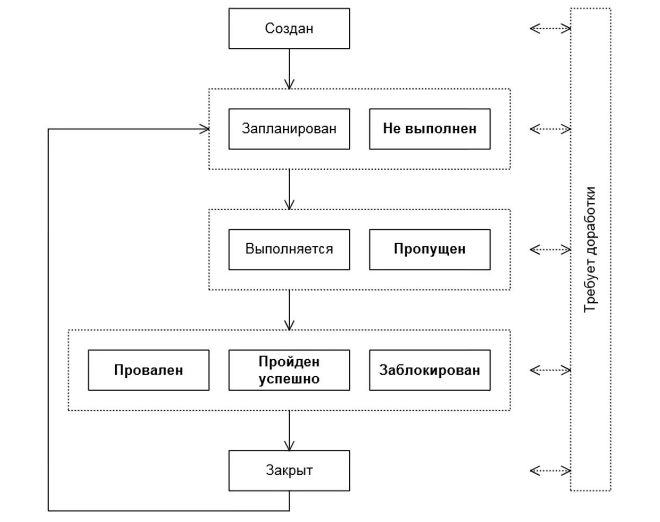 Создан
Запланирован
Не выполнен
Выполняется
Пропущен
Провален
Пройден
успешно
Заблокирован
Закрыт
Требует доработки